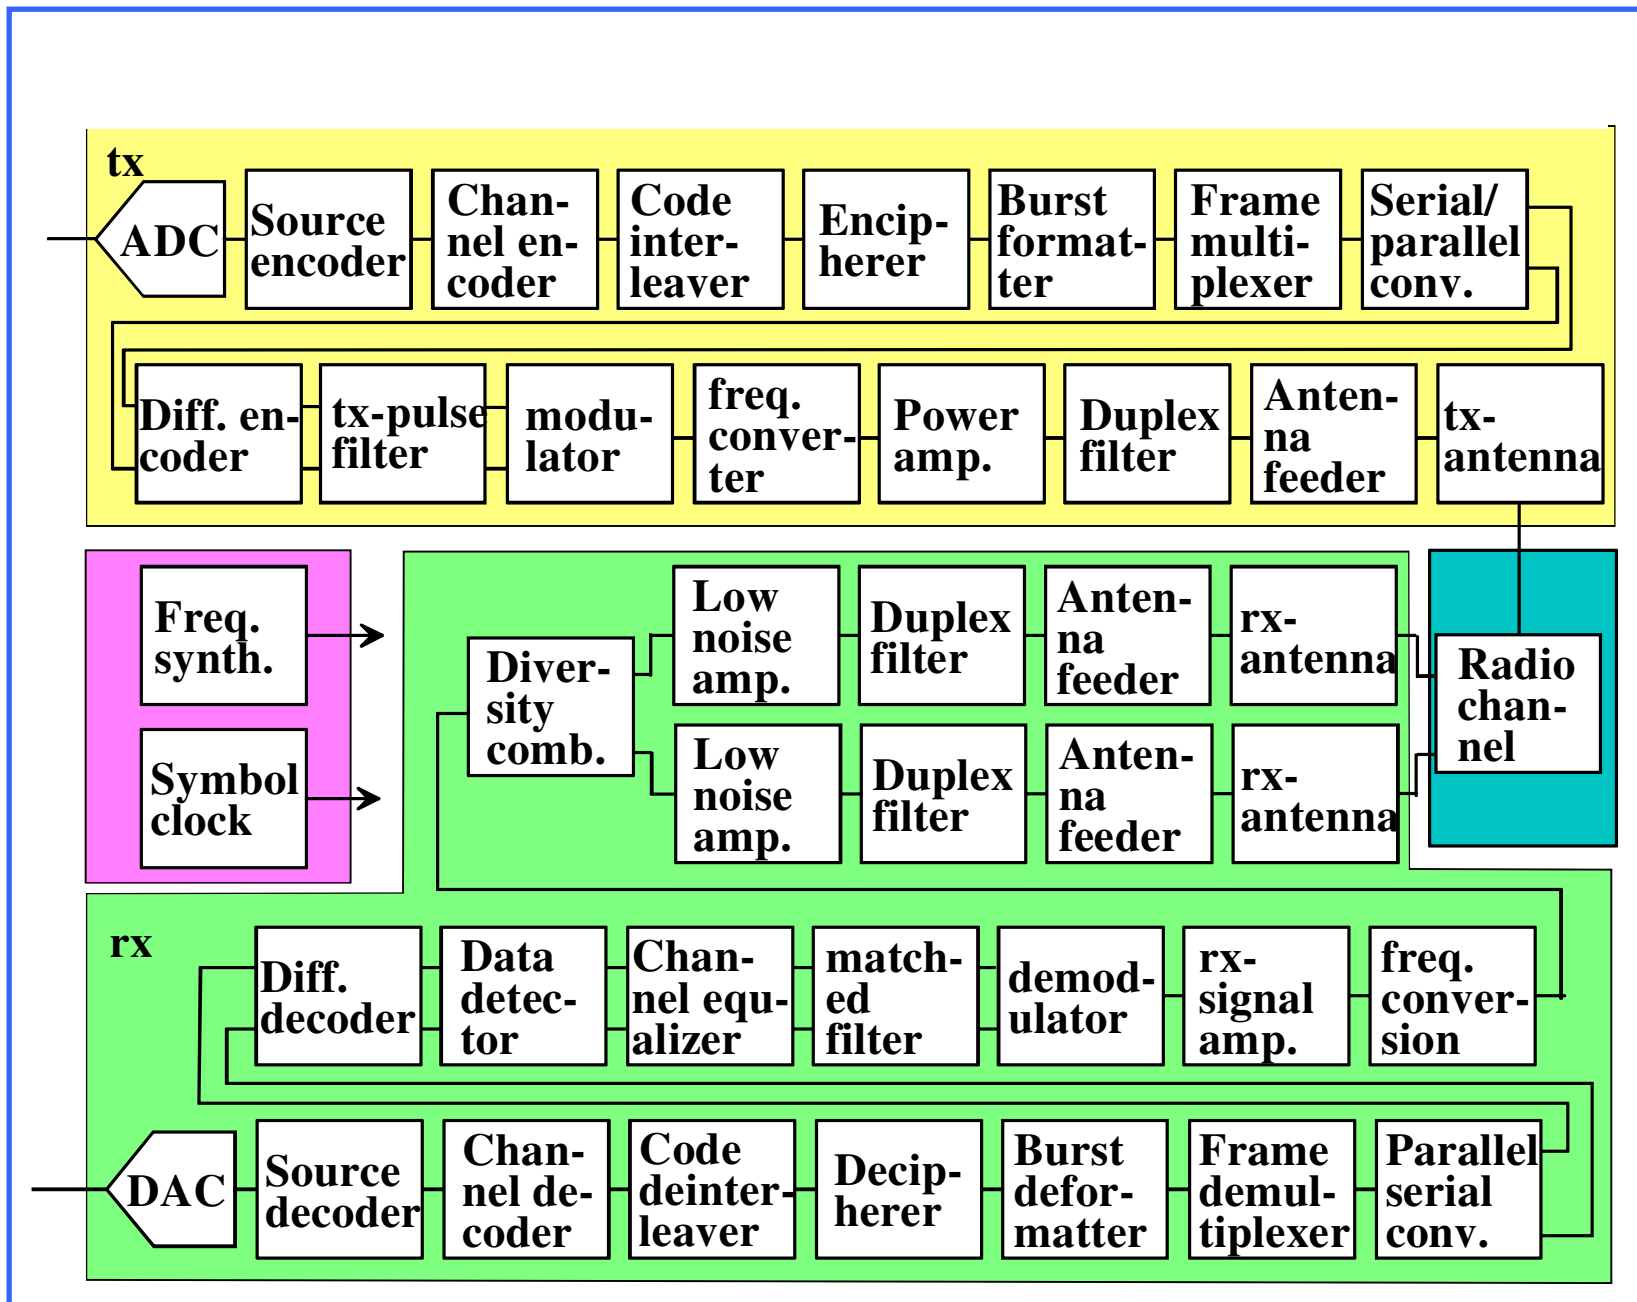 tx
ADC
Source
encoder
Chan-
nel en-
coder
Code
inter-
leaver
Encip-
herer
Burst
format-
ter
Frame
multi-
plexer
Serial/
parallel
conv.
Diff. en-
coder
tx-pulse
filter
modu-
lator
freq.
conver-
ter
Power
amp.
Duplex
filter
Anten-
na
feeder
tx-
antenna
Freq.
synth.
Symbol
clock
Diver-
sity
comb.
Low
noise
amp.
Duplex
filter
Anten-
na
feeder
rx-
antenna
Low
noise
amp.
Duplex
filter
Anten-
na
feeder
rx-
antenna
Radio
chan-
nel
rx
Diff.
decoder
Data
detec-
tor
Chan-
nel equ-
alizer
match-
ed
filter
demod-
ulator
rx-
signal
amp.
freq.
conver-
sion
DAC
Source
decoder
Chan-
nel de-
coder
Code
deinter-
leaver
Decip-
herer
Burst
defor-
matter
Frame
demul-
tiplexer
Parallel
serial
conv.